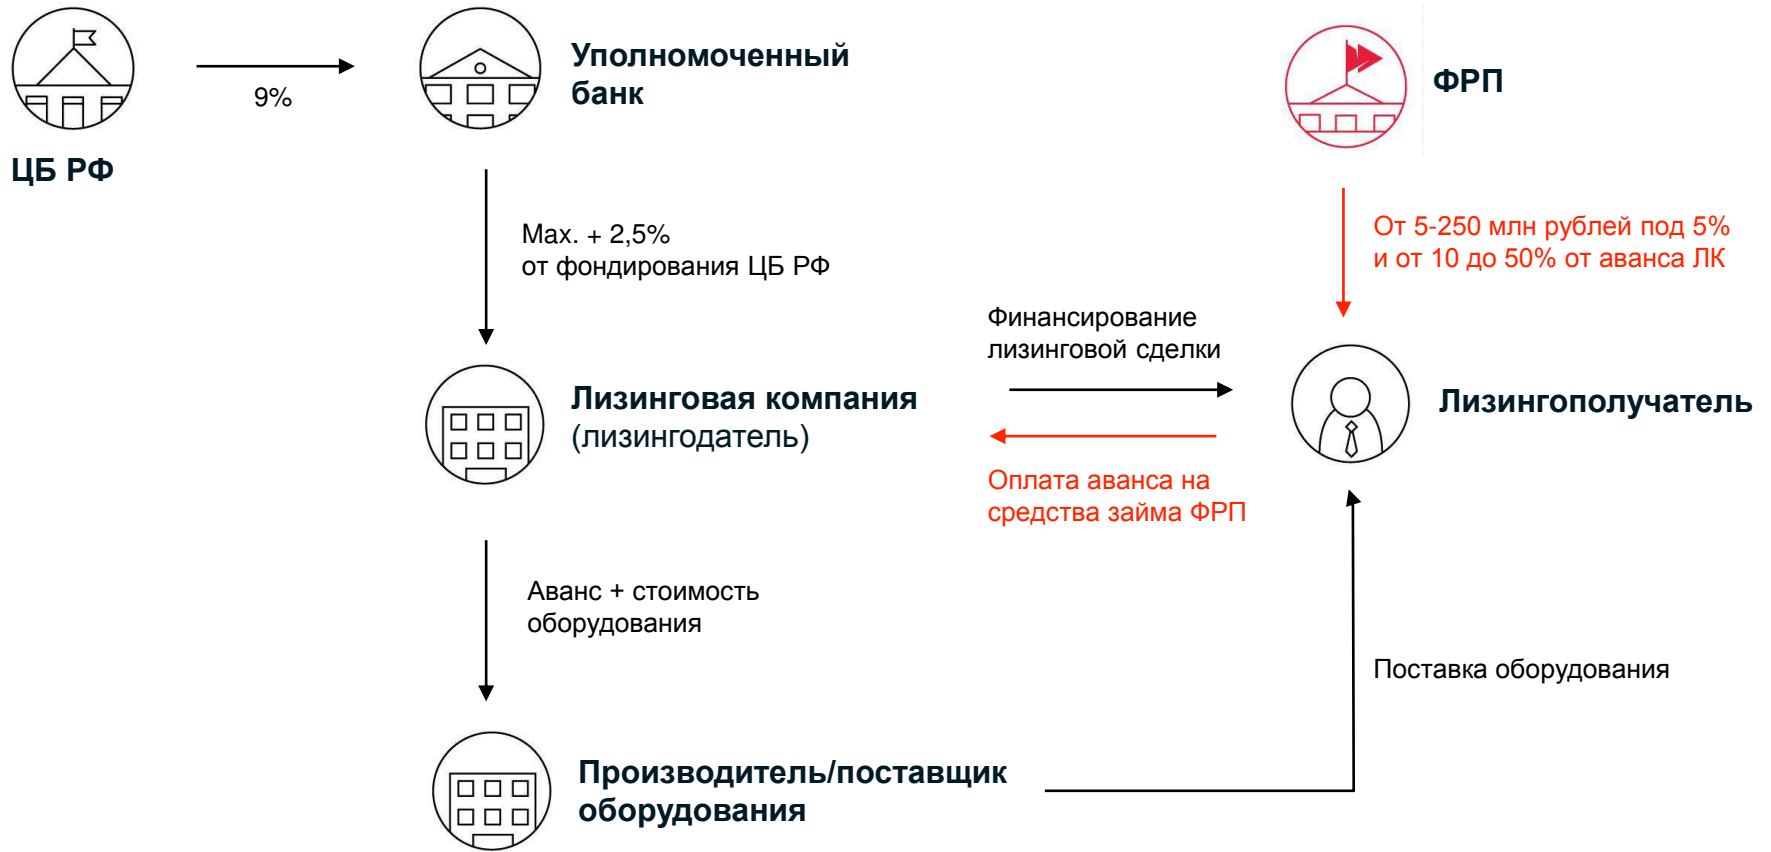 ЦБ РФ
9%
Уполномоченный
банк
ФРП
Max. + 2,5%
от фондирования ЦБ РФ
От 5-250 млн рублей под 5%
и от 10 до 50% от аванса ЛК
Финансирование
лизинговой сделки
Лизинговая компания
(лизингодатель)
Лизингополучатель
Оплата аванса на
средства займа ФРП
Аванс + стоимость
оборудования
Поставка оборудования
Производитель/поставщик
оборудования